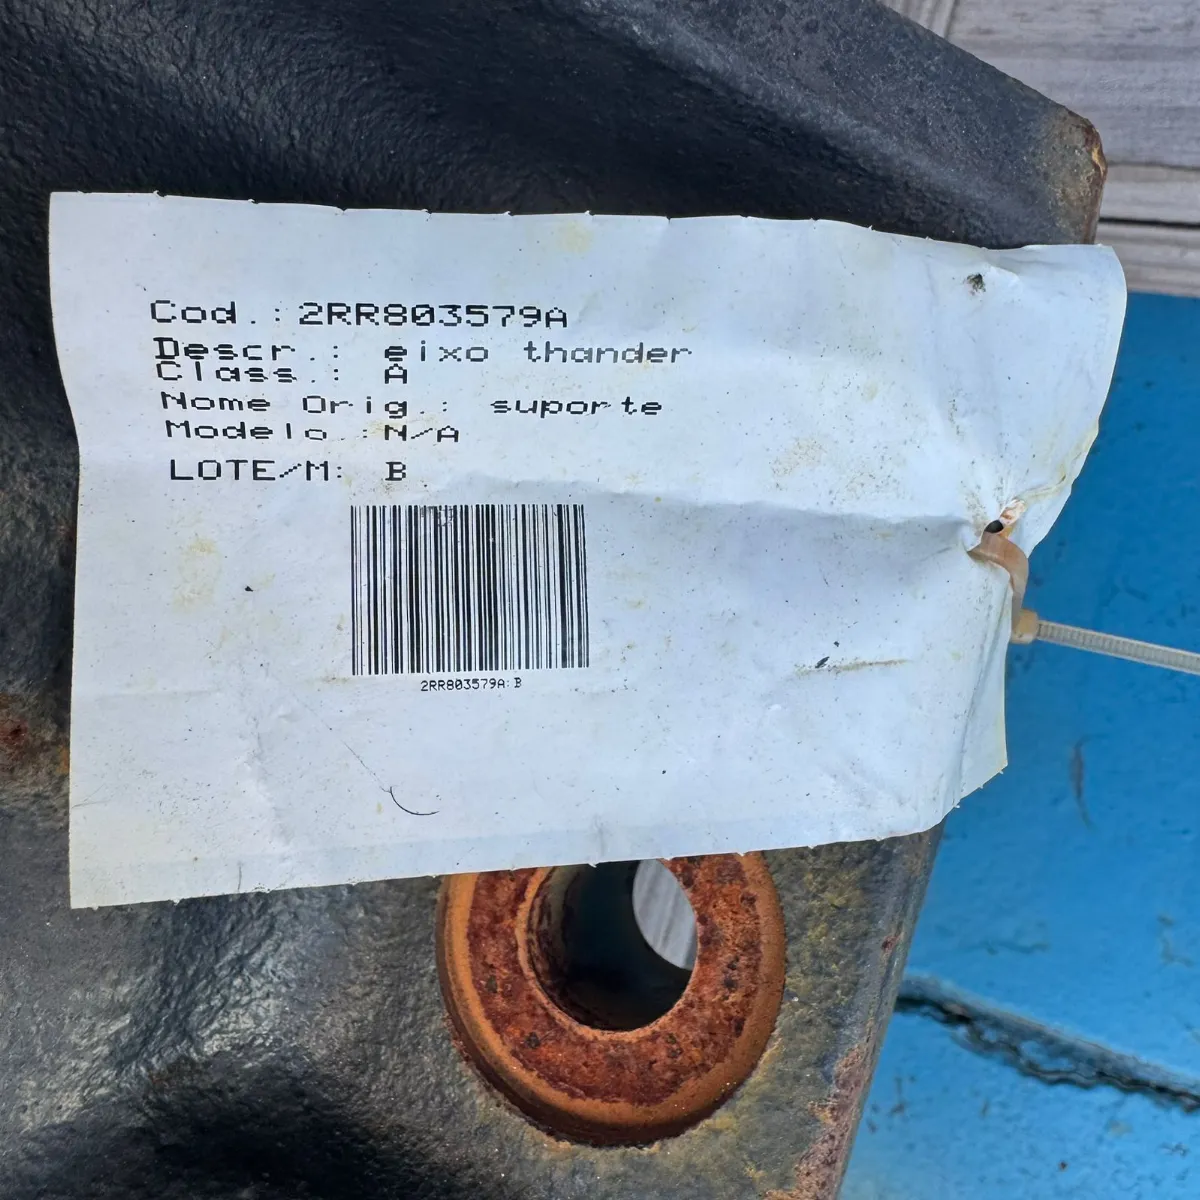 Cod.:2RR803579A
Descr.: eixo thander
Class.: A
Nome Orig.: suporte
Modelo.:N/A
LOTE/M: B
2RR803579A:B